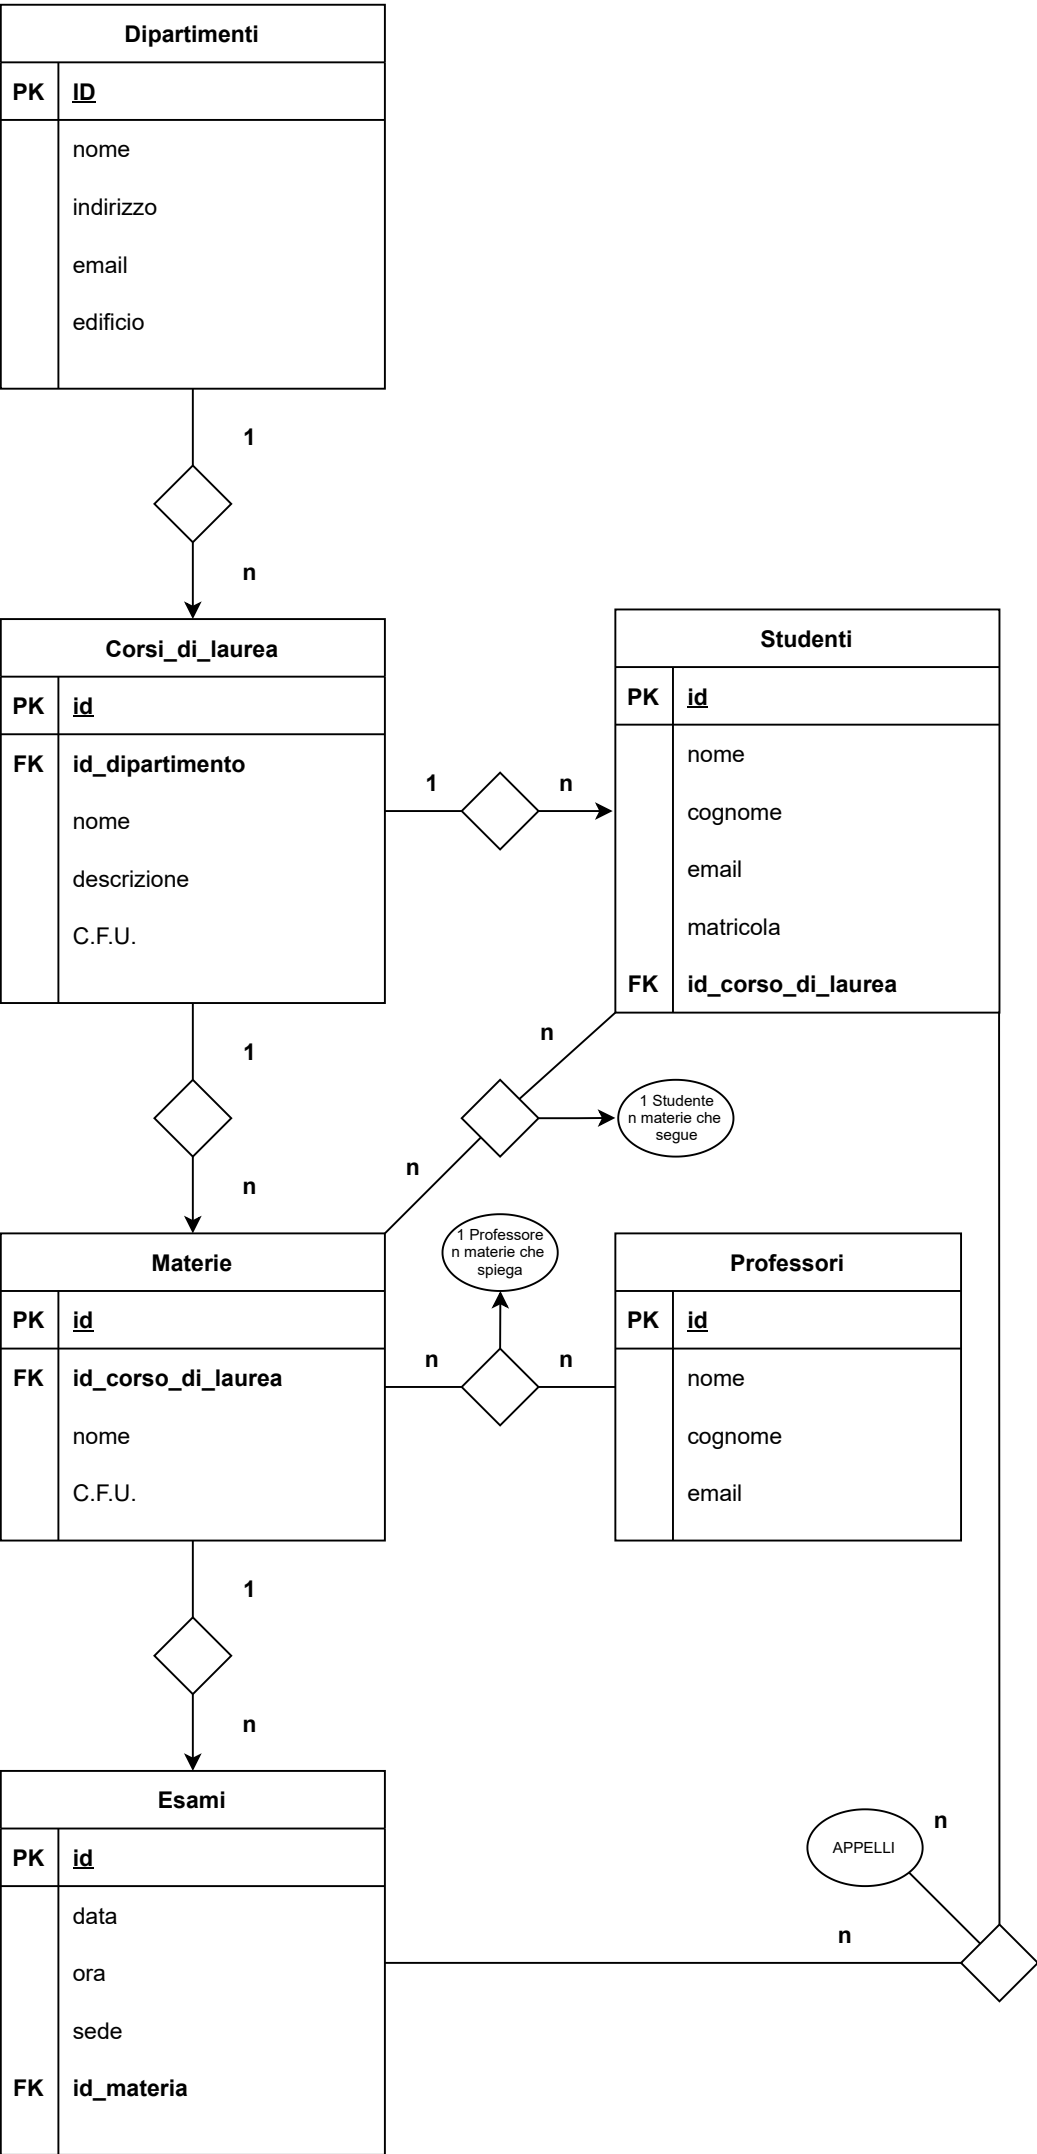 Dipartimenti
PK ID
nome
indirizzo
email
edificio
1
n
Corsi_di_laurea
PK id
FK id_dipartimento
nome
descrizione
C.F.U.
1
n
Studenti
PK id
nome
cognome
email
matricola
FK id_corso_di_laurea
1
n
n
n
1 Studente
n materie che
segue
Materie
PK id
FK id_corso_di_laurea
nome
C.F.U.
1 Professore
n materie che
spiega
n
n
Professori
PK id
nome
cognome
email
1
n
Esami
PK id
data
ora
sede
FK id_materia
APPELLI
n
n